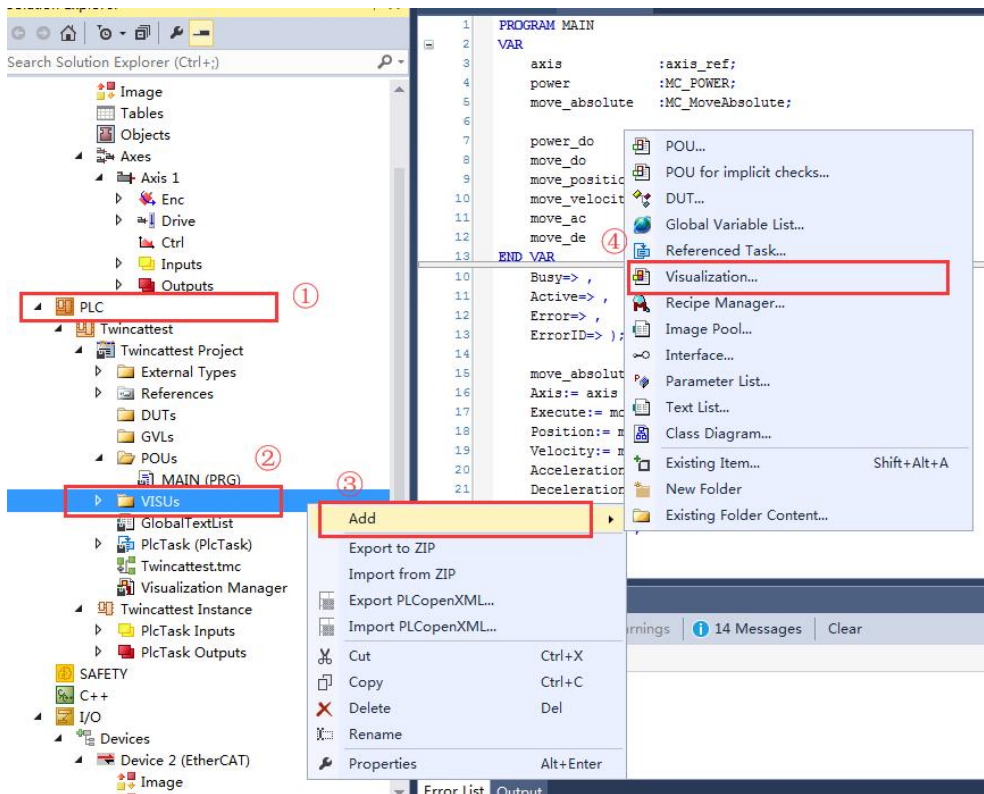 Search Solution Explorer (Ctrl+;)
Image
Tables
Objects
Axes
Axis 1
Enc
Drive
Ctrl
Inputs
Outputs
①
PLC
Twincattest
Twincattest Project
External Types
References
DUTs
GVLs
POUs
②
MAIN (PRG)
VISUs
GlobalTextList
PlcTask (PlcTask)
Twincattest.tmc
Visualization Manager
Twincattest Instance
PlcTask Inputs
PlcTask Outputs
SAFETY
C++
I/O
Devices
Device 2 (EtherCAT)
Image
1 PROGRAM MAIN
2 VAR
3 axis :axis_ref;
4 power :MC_POWER;
5 move_absolute :MC_MoveAbsolute;
6
7 power_do
8 move_do
9 move_positic
10 move_velocit
11 move_ac
12 move_de
13 END_VAR
10 Busy=> ,
11 Active=> ,
12 Error=> ,
13 ErrorID=> );
14
15 move_absolut
16 Axis:= axis
17 Execute:= mo
18 Position:= m
19 Velocity:= m
20 Acceleration
21 Deceleration
③
Add
Export to ZIP
Import from ZIP
Export PLCopenXML...
Import PLCopenXML...
Cut Ctrl+X
Copy Ctrl+C
Delete Del
Rename
Properties Alt+Enter
④
POU...
POU for implicit checks...
DUT...
Global Variable List...
Referenced Task...
Visualization...
Recipe Manager...
Image Pool...
Interface...
Parameter List...
Text List...
Class Diagram...
Existing Item... Shift+Alt+A
New Folder
Existing Folder Content...
14 Messages Clear
Error List Output